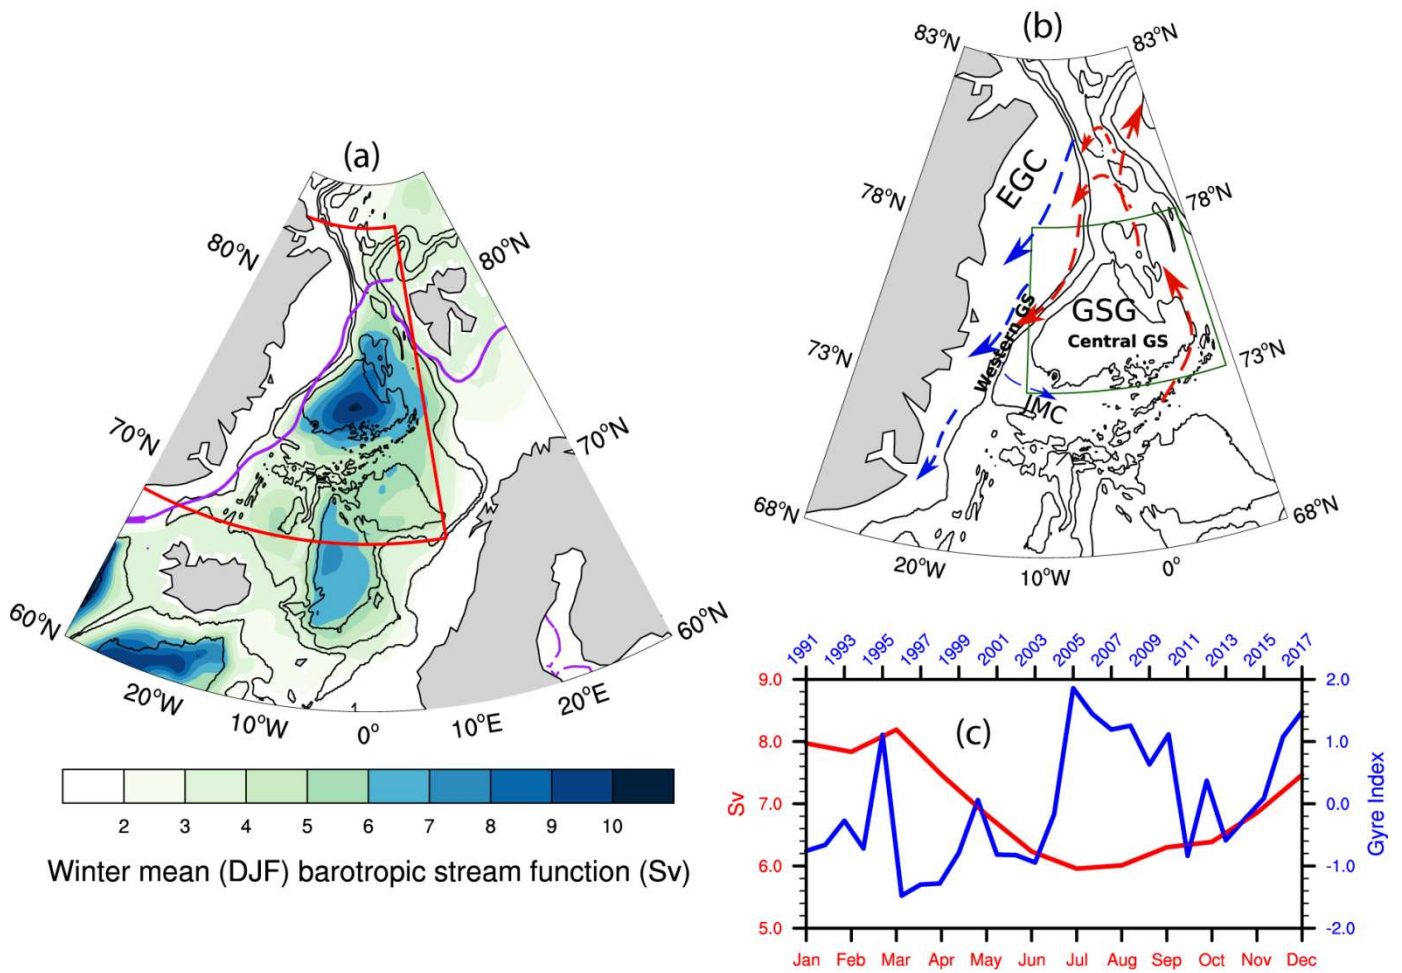 (a)
80°N
80°N
70°N
70°N
60°N
60°N
20°W
10°W
0°
10°E
20°E
2 3 4 5 6 7 8 9 10
Winter mean (DJF) barotropic stream function (Sv)
(b)
83°N
83°N
78°N
78°N
73°N
73°N
68°N
68°N
20°W
10°W
0°
EGC
GSG
Central GS
Western GS
JMC
1991 1993 1995 1997 1999 2001 2003 2005 2007 2009 2011 2013 2015 2017
(c)
9.0
8.0
7.0
6.0
5.0
Sv
2.0
1.0
0.0
-1.0
-2.0
Gyre Index
Jan Feb Mar Apr May Jun Jul Aug Sep Oct Nov Dec